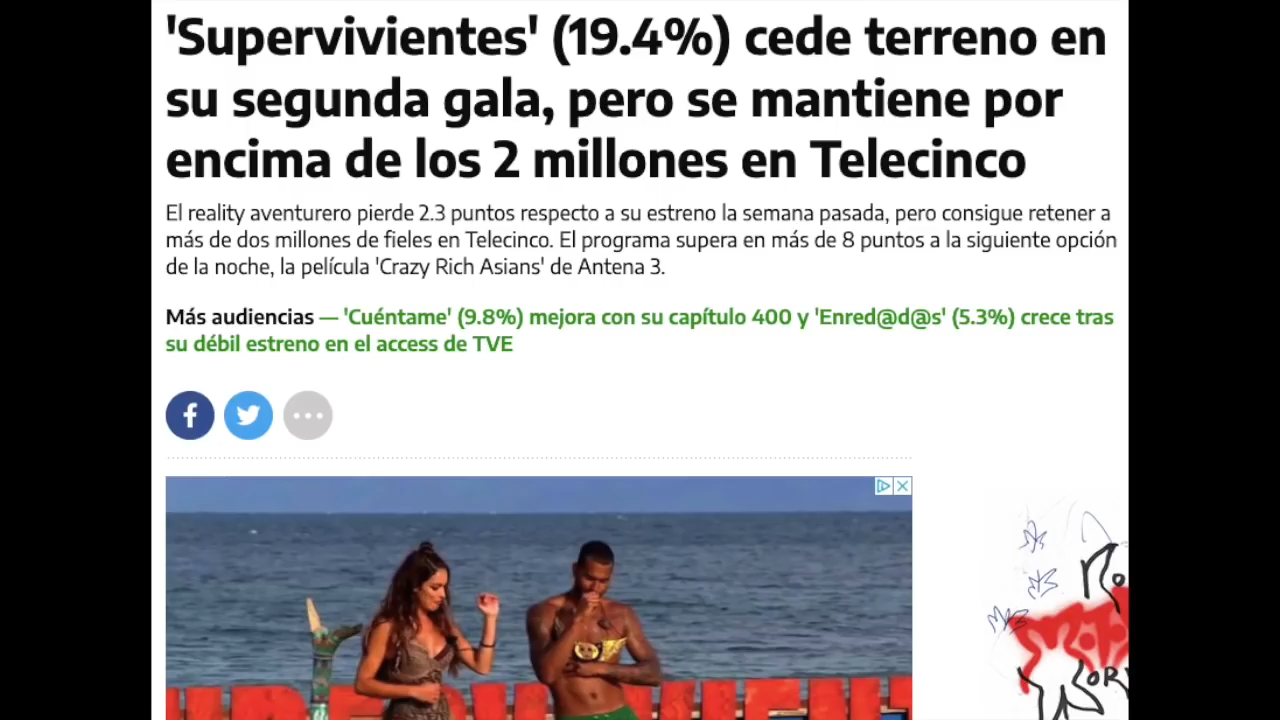 'Supervivientes' (19.4%) cede terreno en
su segunda gala, pero se mantiene por
encima de los 2 millones en Telecinco
El reality aventurero pierde 2.3 puntos respecto a su estreno la semana pasada, pero consigue retener a
más de dos millones de fieles en Telecinco. El programa supera en más de 8 puntos a la siguiente opción
de la noche, la película 'Crazy Rich Asians' de Antena 3.
Más audiencias — 'Cuéntame' (9.8%) mejora con su capítulo 400 y 'Enred@d@s' (5.3%) crece tras
su débil estreno en el access de TVE